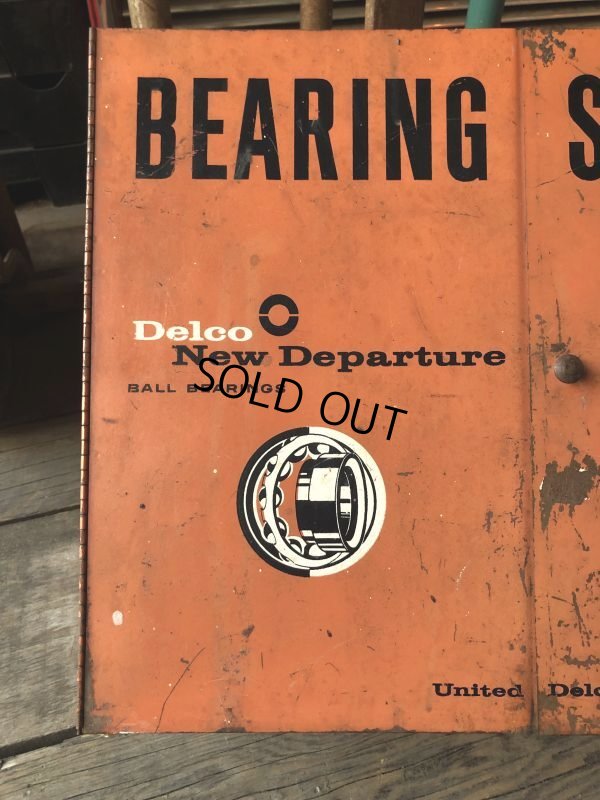 BEARING S
Delco
New Departure
BALL BEARINGS
SOLD OUT
United Delc